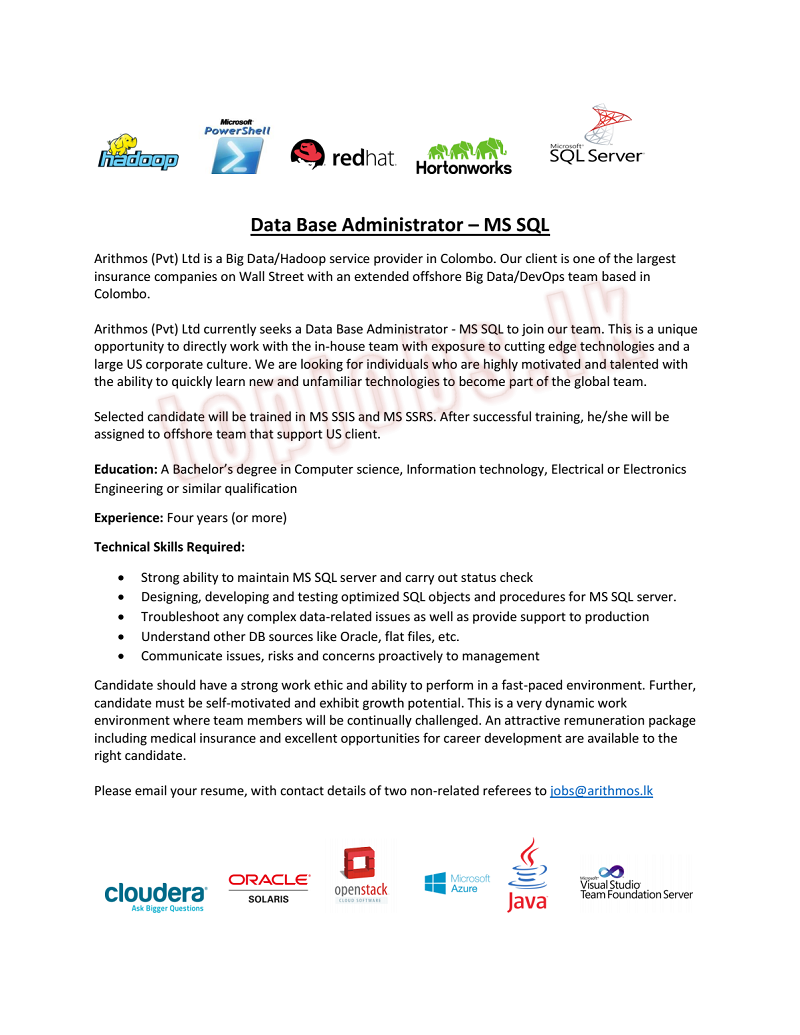 hadoop
Microsoft
PowerShell
redhat.
Hortonworks
Microsoft
SQL Server
Data Base Administrator – MS SQL
Arithmos (Pvt) Ltd is a Big Data/Hadoop service provider in Colombo. Our client is one of the largest
insurance companies on Wall Street with an extended offshore Big Data/DevOps team based in
Colombo.
Arithmos (Pvt) Ltd currently seeks a Data Base Administrator - MS SQL to join our team. This is a unique
opportunity to directly work with the in-house team with exposure to cutting edge technologies and a
large US corporate culture. We are looking for individuals who are highly motivated and talented with
the ability to quickly learn new and unfamiliar technologies to become part of the global team.
Selected candidate will be trained in MS SSIS and MS SSRS. After successful training, he/she will be
assigned to offshore team that support US client.
topjobs.lk
Education: A Bachelor's degree in Computer science, Information technology, Electrical or Electronics
Engineering or similar qualification
Experience: Four years (or more)
Technical Skills Required:
• Strong ability to maintain MS SQL server and carry out status check
• Designing, developing and testing optimized SQL objects and procedures for MS SQL server.
• Troubleshoot any complex data-related issues as well as provide support to production
• Understand other DB sources like Oracle, flat files, etc.
• Communicate issues, risks and concerns proactively to management
Candidate should have a strong work ethic and ability to perform in a fast-paced environment. Further,
candidate must be self-motivated and exhibit growth potential. This is a very dynamic work
environment where team members will be continually challenged. An attractive remuneration package
including medical insurance and excellent opportunities for career development are available to the
right candidate.
Please email your resume, with contact details of two non-related referees to jobs@arithmos.lk
cloudera®
Ask Bigger Questions
ORACLE®
SOLARIS
openstack
CLOUD SOFTWARE
Microsoft
Azure
Java
Microsoft®
Visual Studio®
Team Foundation Server